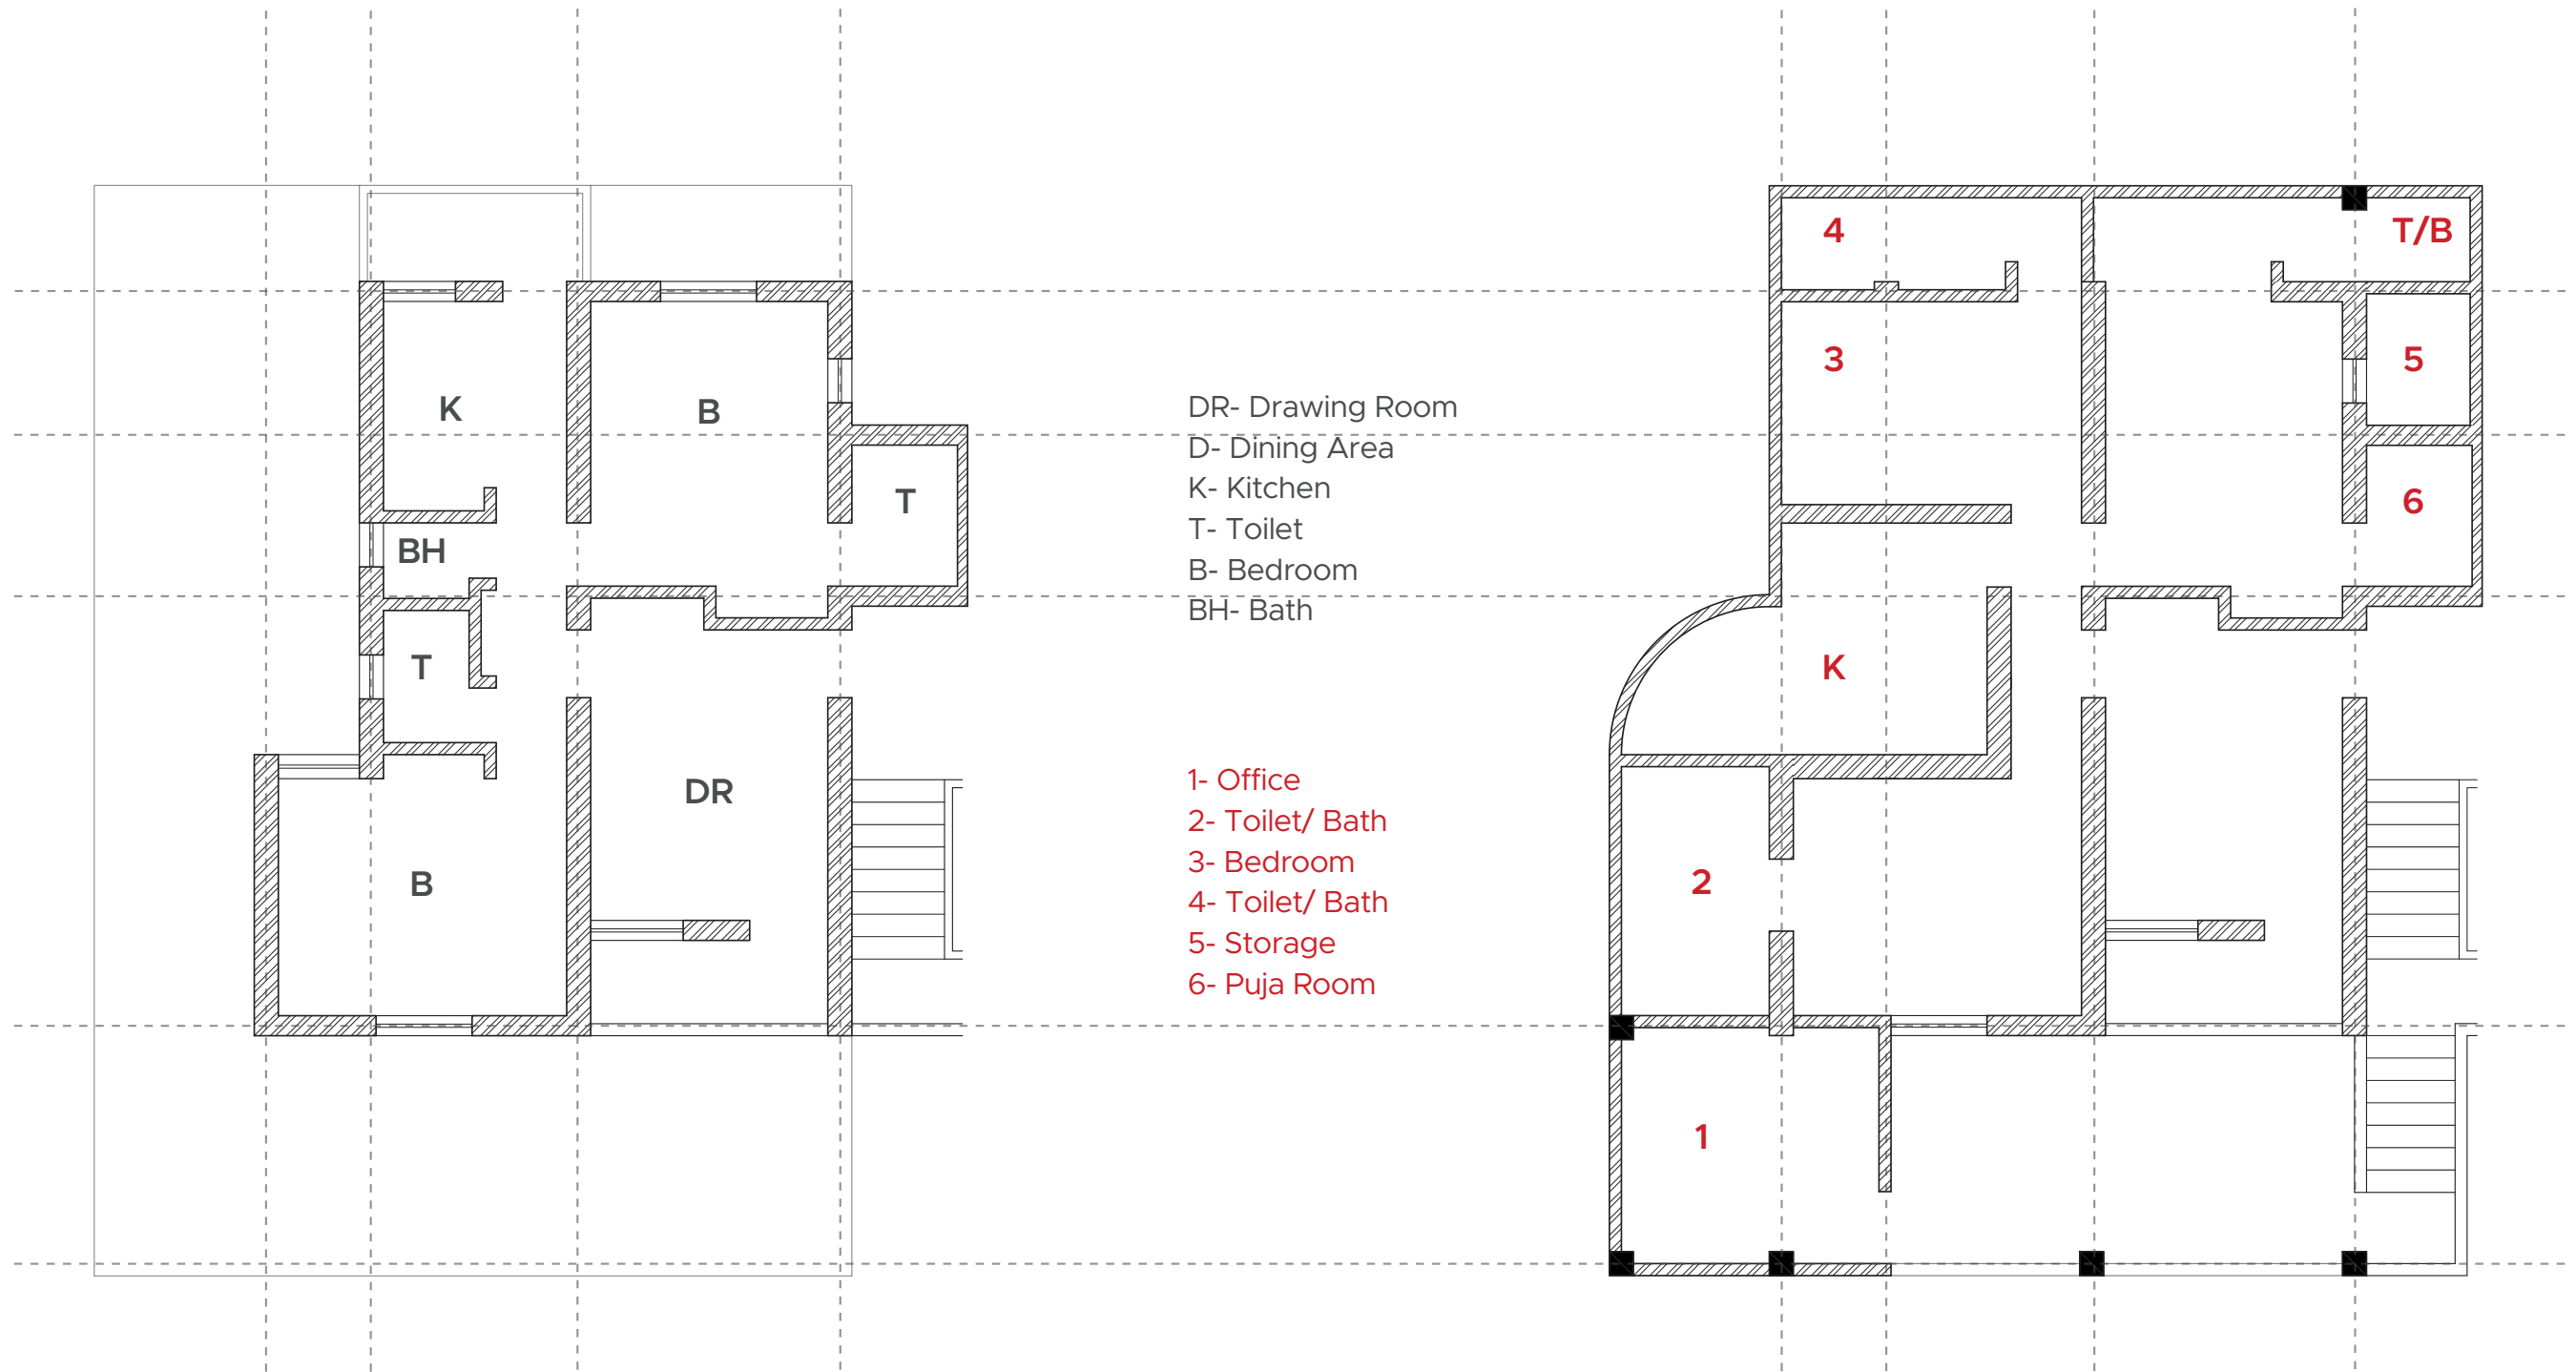 K
B
T
BH
T
DR
B
DR- Drawing Room
D- Dining Area
K- Kitchen
T- Toilet
B- Bedroom
BH- Bath
1- Office
2- Toilet/ Bath
3- Bedroom
4- Toilet/ Bath
5- Storage
6- Puja Room
4
T/B
3
5
6
K
2
1